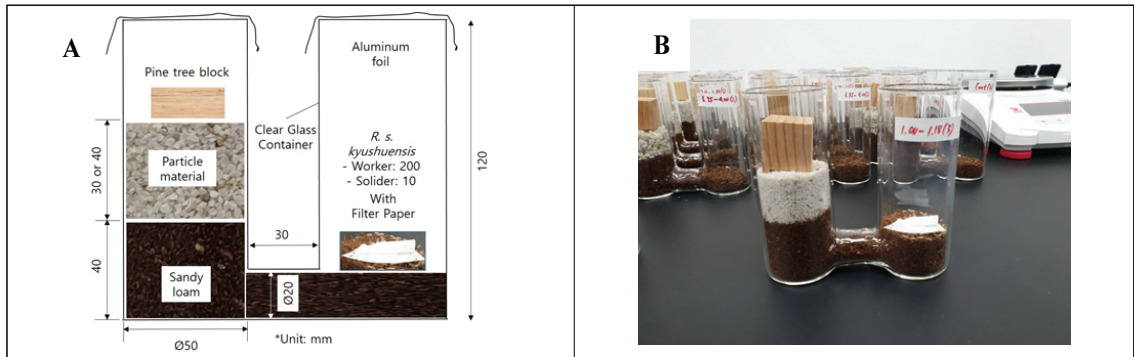 A
Pine tree block
Particle
material
Sandy
loam
30 or 40
40
Ø50
*Unit: mm
Clear Glass
Container
30
Ø20
Aluminum
foil
R. s.
kyushuensis
- Worker: 200
- Solider: 10
With
Filter Paper
120
B
1.00-1.18(3)